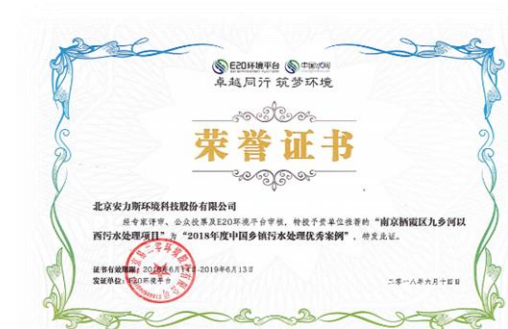 E20环境平台 中国水网
卓越同行 筑梦环境
荣誉证书
北京安力斯环境科技股份有限公司
经专家评审、公众投票及E20环境平台审核，特授予贵单位推荐的“南京栖霞区九乡河以
西污水处理项目”为“2018年度中国乡镇污水处理优秀案例”，特发此证。
证书有效期限：2018年6月14日-2019年6月13日
发证单位：E20环境平台
二零一八年六月十四日